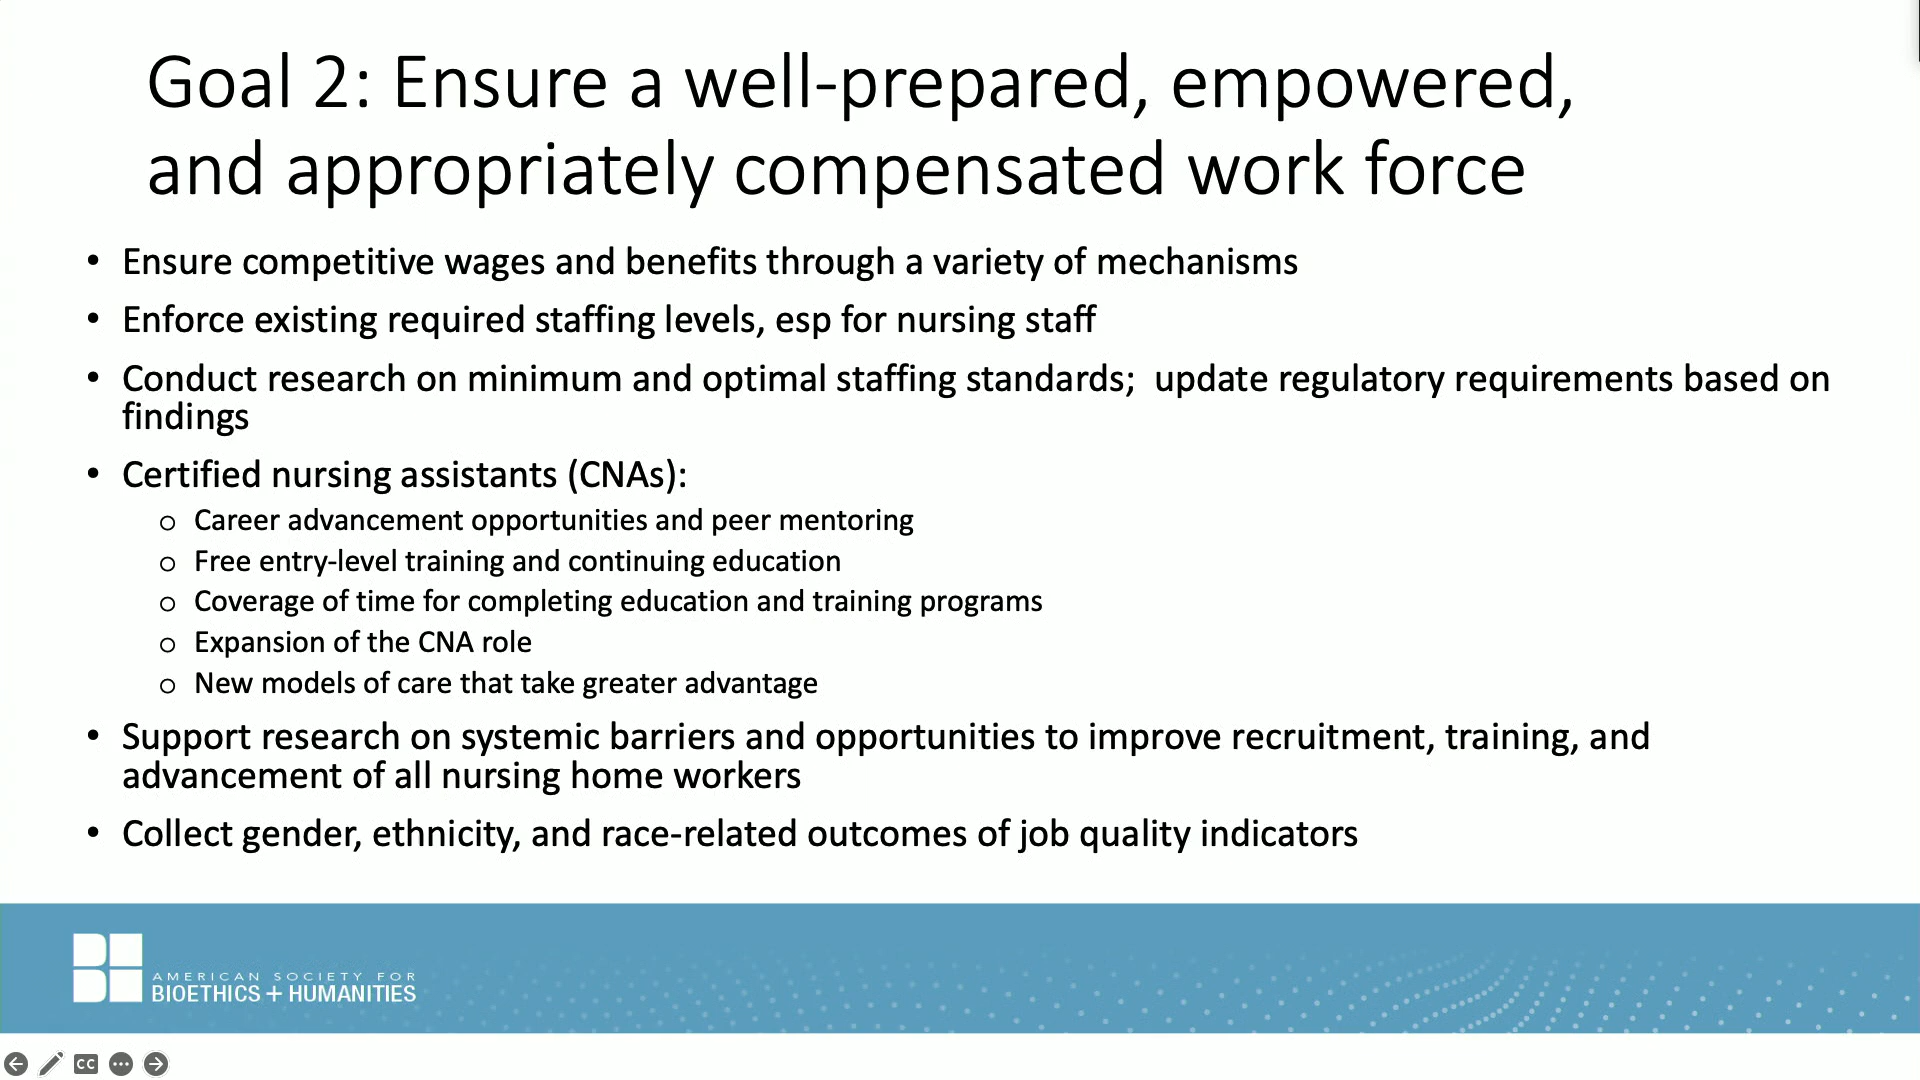 Goal 2: Ensure a well-prepared, empowered,
and appropriately compensated work force
• Ensure competitive wages and benefits through a variety of mechanisms
• Enforce existing required staffing levels, esp for nursing staff
• Conduct research on minimum and optimal staffing standards;  update regulatory requirements based on
findings
• Certified nursing assistants (CNAs):
o Career advancement opportunities and peer mentoring
o Free entry-level training and continuing education
o Coverage of time for completing education and training programs
o Expansion of the CNA role
o New models of care that take greater advantage
• Support research on systemic barriers and opportunities to improve recruitment, training, and
advancement of all nursing home workers
• Collect gender, ethnicity, and race-related outcomes of job quality indicators
AMERICAN SOCIETY FOR
BIOETHICS + HUMANITIES
CC